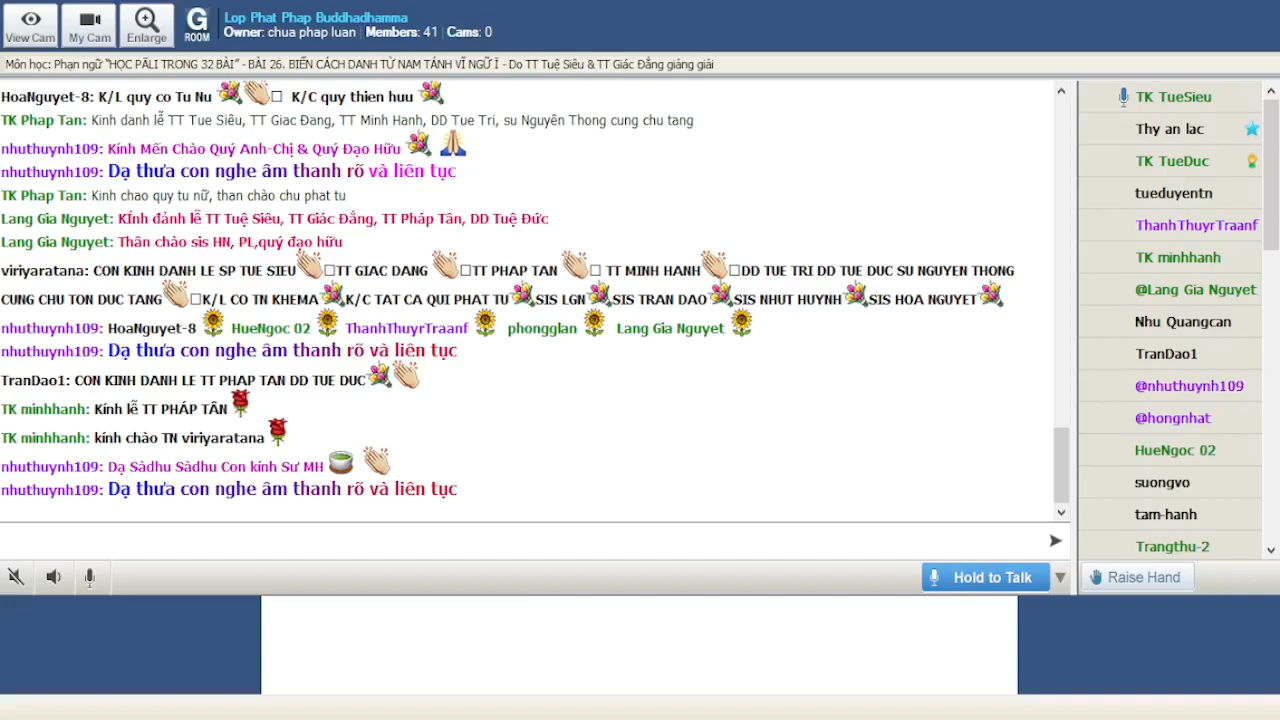 View Cam
My Cam
Enlarge
G
ROOM
Lop Phat Phap Buddhadhamma
Owner: chua phap luan | Members: 41 | Cams: 0
Môn học: Phạn ngữ "HỌC PĀLI TRONG 32 BÀI" - BÀI 26. BIẾN CÁCH DANH TỪ NAM TÁNH VĨ NGỮ Ī - Do TT Tuệ Siêu & TT Giác Đẳng giảng giải
HoaNguyet-8: K/L quy co Tu Nu K/C quy thien huu
TK Phap Tan: Kinh danh lễ TT Tue Siêu, TT Giac Đang, TT Minh Hanh, DD Tue Tri, su Nguyên Thong cung chu tang
nhuthuynh109: Kính Mến Chào Quý Anh-Chị & Quý Đạo Hữu
nhuthuynh109: Dạ thưa con nghe âm thanh rõ và liên tục
TK Phap Tan: Kinh chao quy tu nữ, than chào chu phat tu
Lang Gia Nguyet: KÍnh đảnh lễ TT Tuệ Siêu, TT Giác Đẳng, TT Pháp Tân, DD Tuệ Đức
Lang Gia Nguyet: Thân chào sis HN, PL,quý đạo hữu
viriyaratana: CON KINH DANH LE SP TUE SIEU TT GIAC DANG TT PHAP TAN TT MINH HANH DD TUE TRI DD TUE DUC SU NGUYEN THONG
CUNG CHU TON DUC TANG K/L CO TN KHEMA K/C TAT CA QUI PHAT TU SIS LGN SIS TRAN DAO SIS NHUT HUYNH SIS HOA NGUYET
nhuthuynh109: HoaNguyet-8 HueNgoc 02 ThanhThuyrTraanf phongglan Lang Gia Nguyet
nhuthuynh109: Dạ thưa con nghe âm thanh rõ và liên tục
TranDao1: CON KINH DANH LE TT PHAP TAN DD TUE DUC
TK minhhanh: Kính lễ TT PHÁP TÂN
TK minhhanh: kính chào TN viriyaratana
nhuthuynh109: Dạ Sàdhu Sàdhu Con kính Sư MH
nhuthuynh109: Dạ thưa con nghe âm thanh rõ và liên tục
Hold to Talk
TK TueSieu
Thy an lac
TK TueDuc
tueduyentn
ThanhThuyrTraanf
TK minhhanh
@Lang Gia Nguyet
Nhu Quangcan
TranDao1
@nhuthuynh109
@hongnhat
HueNgoc 02
suongvo
tam-hanh
Trangthu-2
Raise Hand